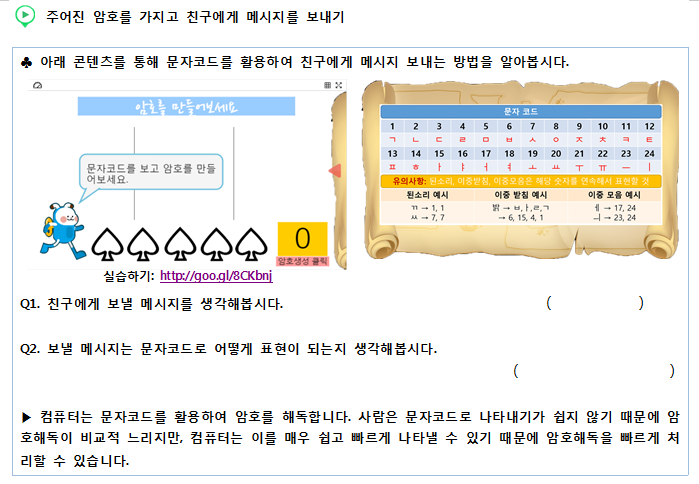 주어진 암호를 가지고 친구에게 메시지를 보내기
♣ 아래 콘텐츠를 통해 문자코드를 활용하여 친구에게 메시지 보내는 방법을 알아봅시다.
암호를 만들어보세요
문자코드를 보고 암호를 만들
어보세요.
0
암호생성 클릭
문자 코드
1 2 3 4 5 6 7 8 9 10 11 12
ㄱ ㄴ ㄷ ㄹ ㅁ ㅂ ㅅ ㅇ ㅈ ㅊ ㅋ ㅌ
13 14 15 16 17 18 19 20 21 22 23 24
ㅍ ㅎ ㅏ ㅑ ㅓ ㅕ ㅗ ㅛ ㅜ ㅠ ㅡ ㅣ
유의사항: 된소리, 이중받침, 이중모음은 해당 숫자를 연속해서 표현할 것
된소리 예시 이중 받침 예시 이중 모음 예시
ㄲ → 1, 1 밝 → ㅂ,ㅏ,ㄹ,ㄱ ㅔ → 17, 24
ㅆ → 7, 7 → 6, 15, 4, 1 ㅢ → 23, 24
실습하기: http://goo.gl/8CKbnj
Q1. 친구에게 보낼 메시지를 생각해봅시다. ( )
Q2. 보낼 메시지는 문자코드로 어떻게 표현이 되는지 생각해봅시다.
( )
▶ 컴퓨터는 문자코드를 활용하여 암호를 해독합니다. 사람은 문자코드로 나타내기가 쉽지 않기 때문에 암
호해독이 비교적 느리지만, 컴퓨터는 이를 매우 쉽고 빠르게 나타낼 수 있기 때문에 암호해독을 빠르게 처
리할 수 있습니다.